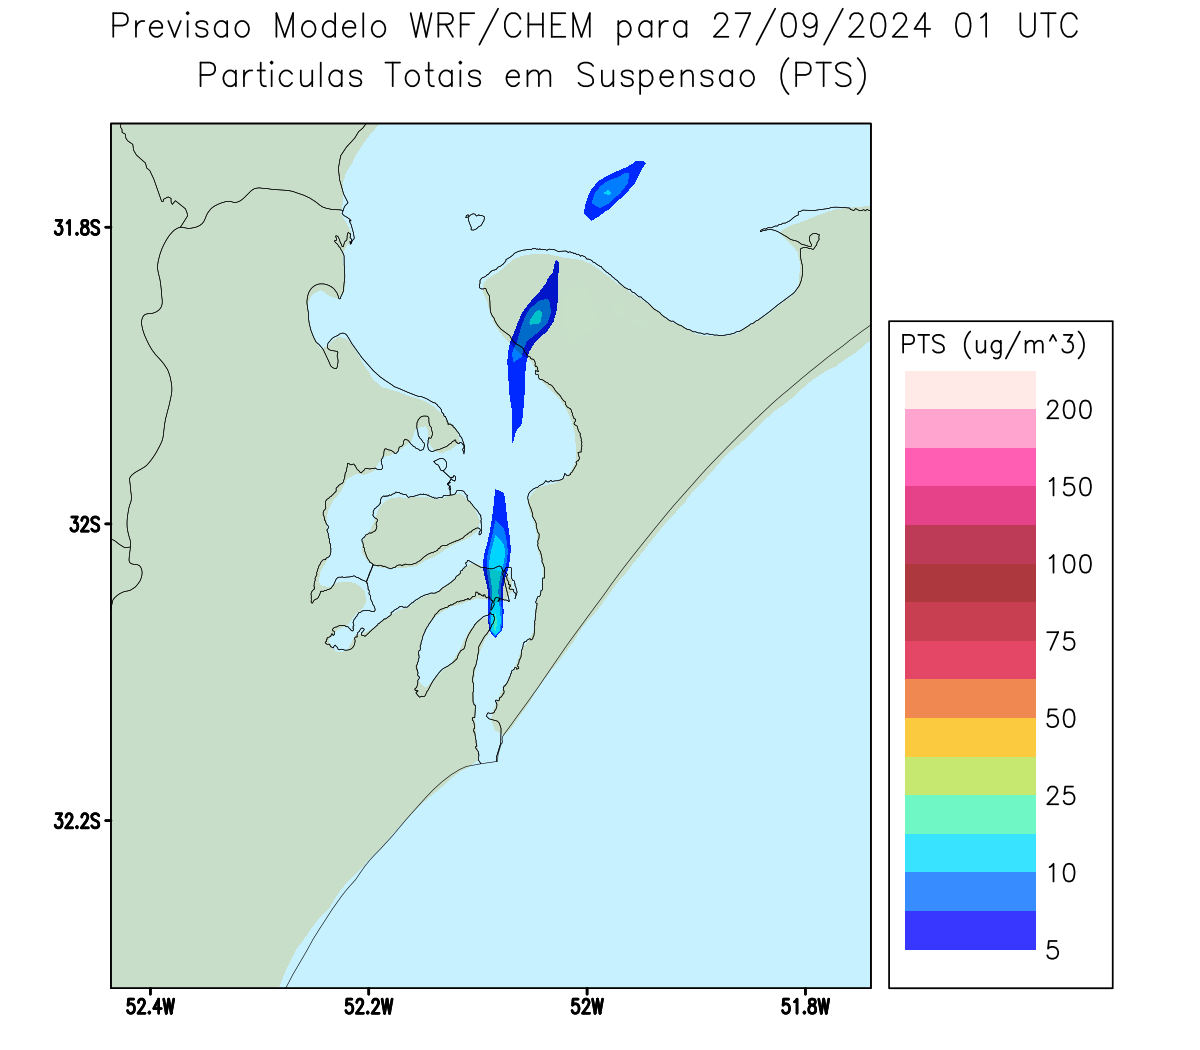 Previsao Modelo WRF/CHEM para 27/09/2024 01 UTC
Particulas Totais em Suspensao (PTS)
31.8S
32S
32.2S
52.4W
52.2W
52W
51.8W
PTS (ug/m^3)
200
150
100
75
50
25
10
5